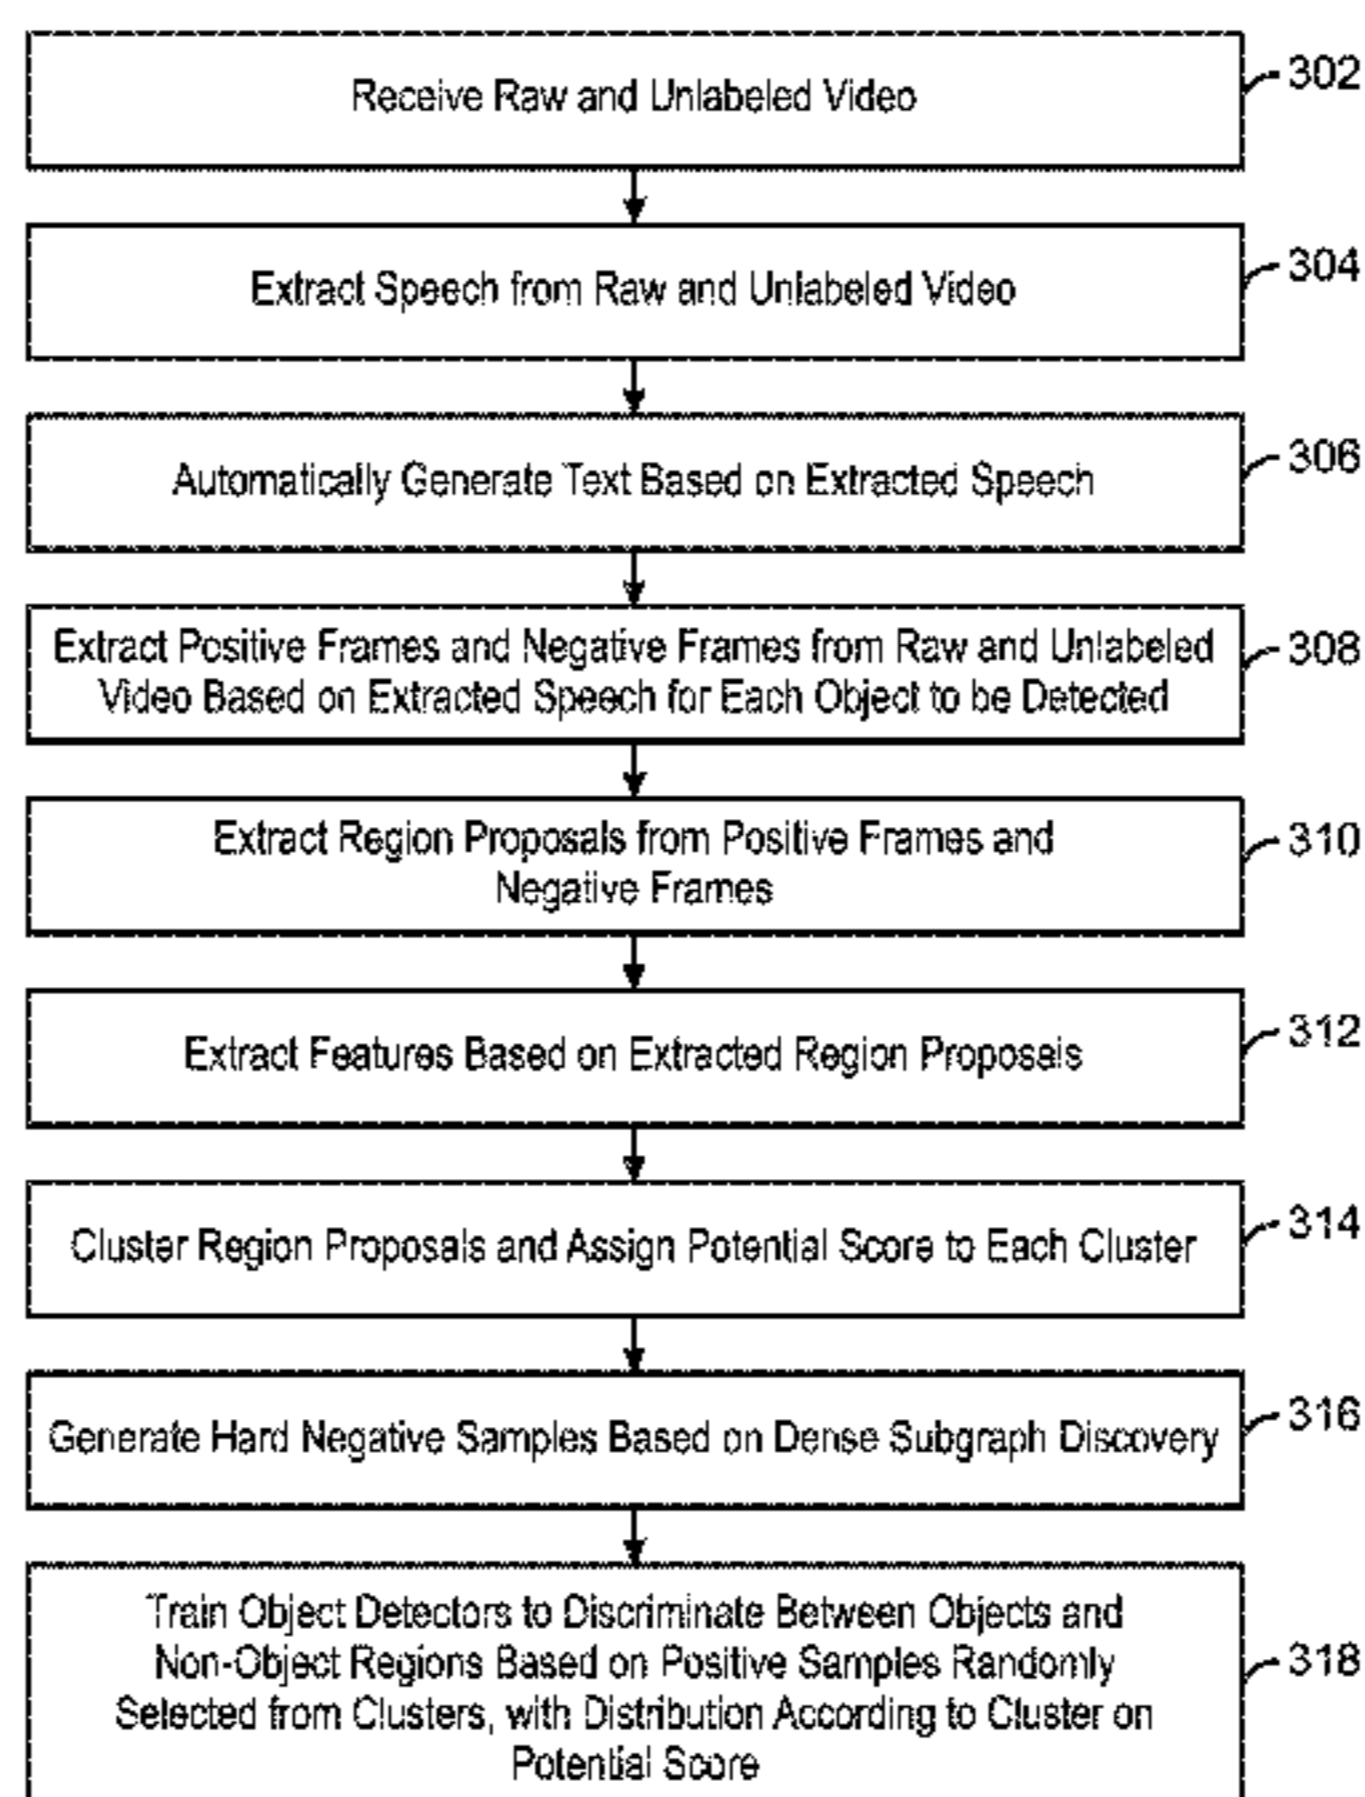 Receive Raw and Unlabeled Video
302
Extract Speech from Raw and Unlabeled Video
304
Automatically Generate Text Based on Extracted Speech
306
Extract Positive Frames and Negative Frames from Raw and Unlabeled
Video Based on Extracted Speech for Each Object to be Detected
308
Extract Region Proposals from Positive Frames and
Negative Frames
310
Extract Features Based on Extracted Region Proposals
312
Cluster Region Proposals and Assign Potential Score to Each Cluster
314
Generate Hard Negative Samples Based on Dense Subgraph Discovery
316
Train Object Detectors to Discriminate Between Objects and
Non-Object Regions Based on Positive Samples Randomly
Selected from Clusters, with Distribution According to Cluster on
Potential Score
318